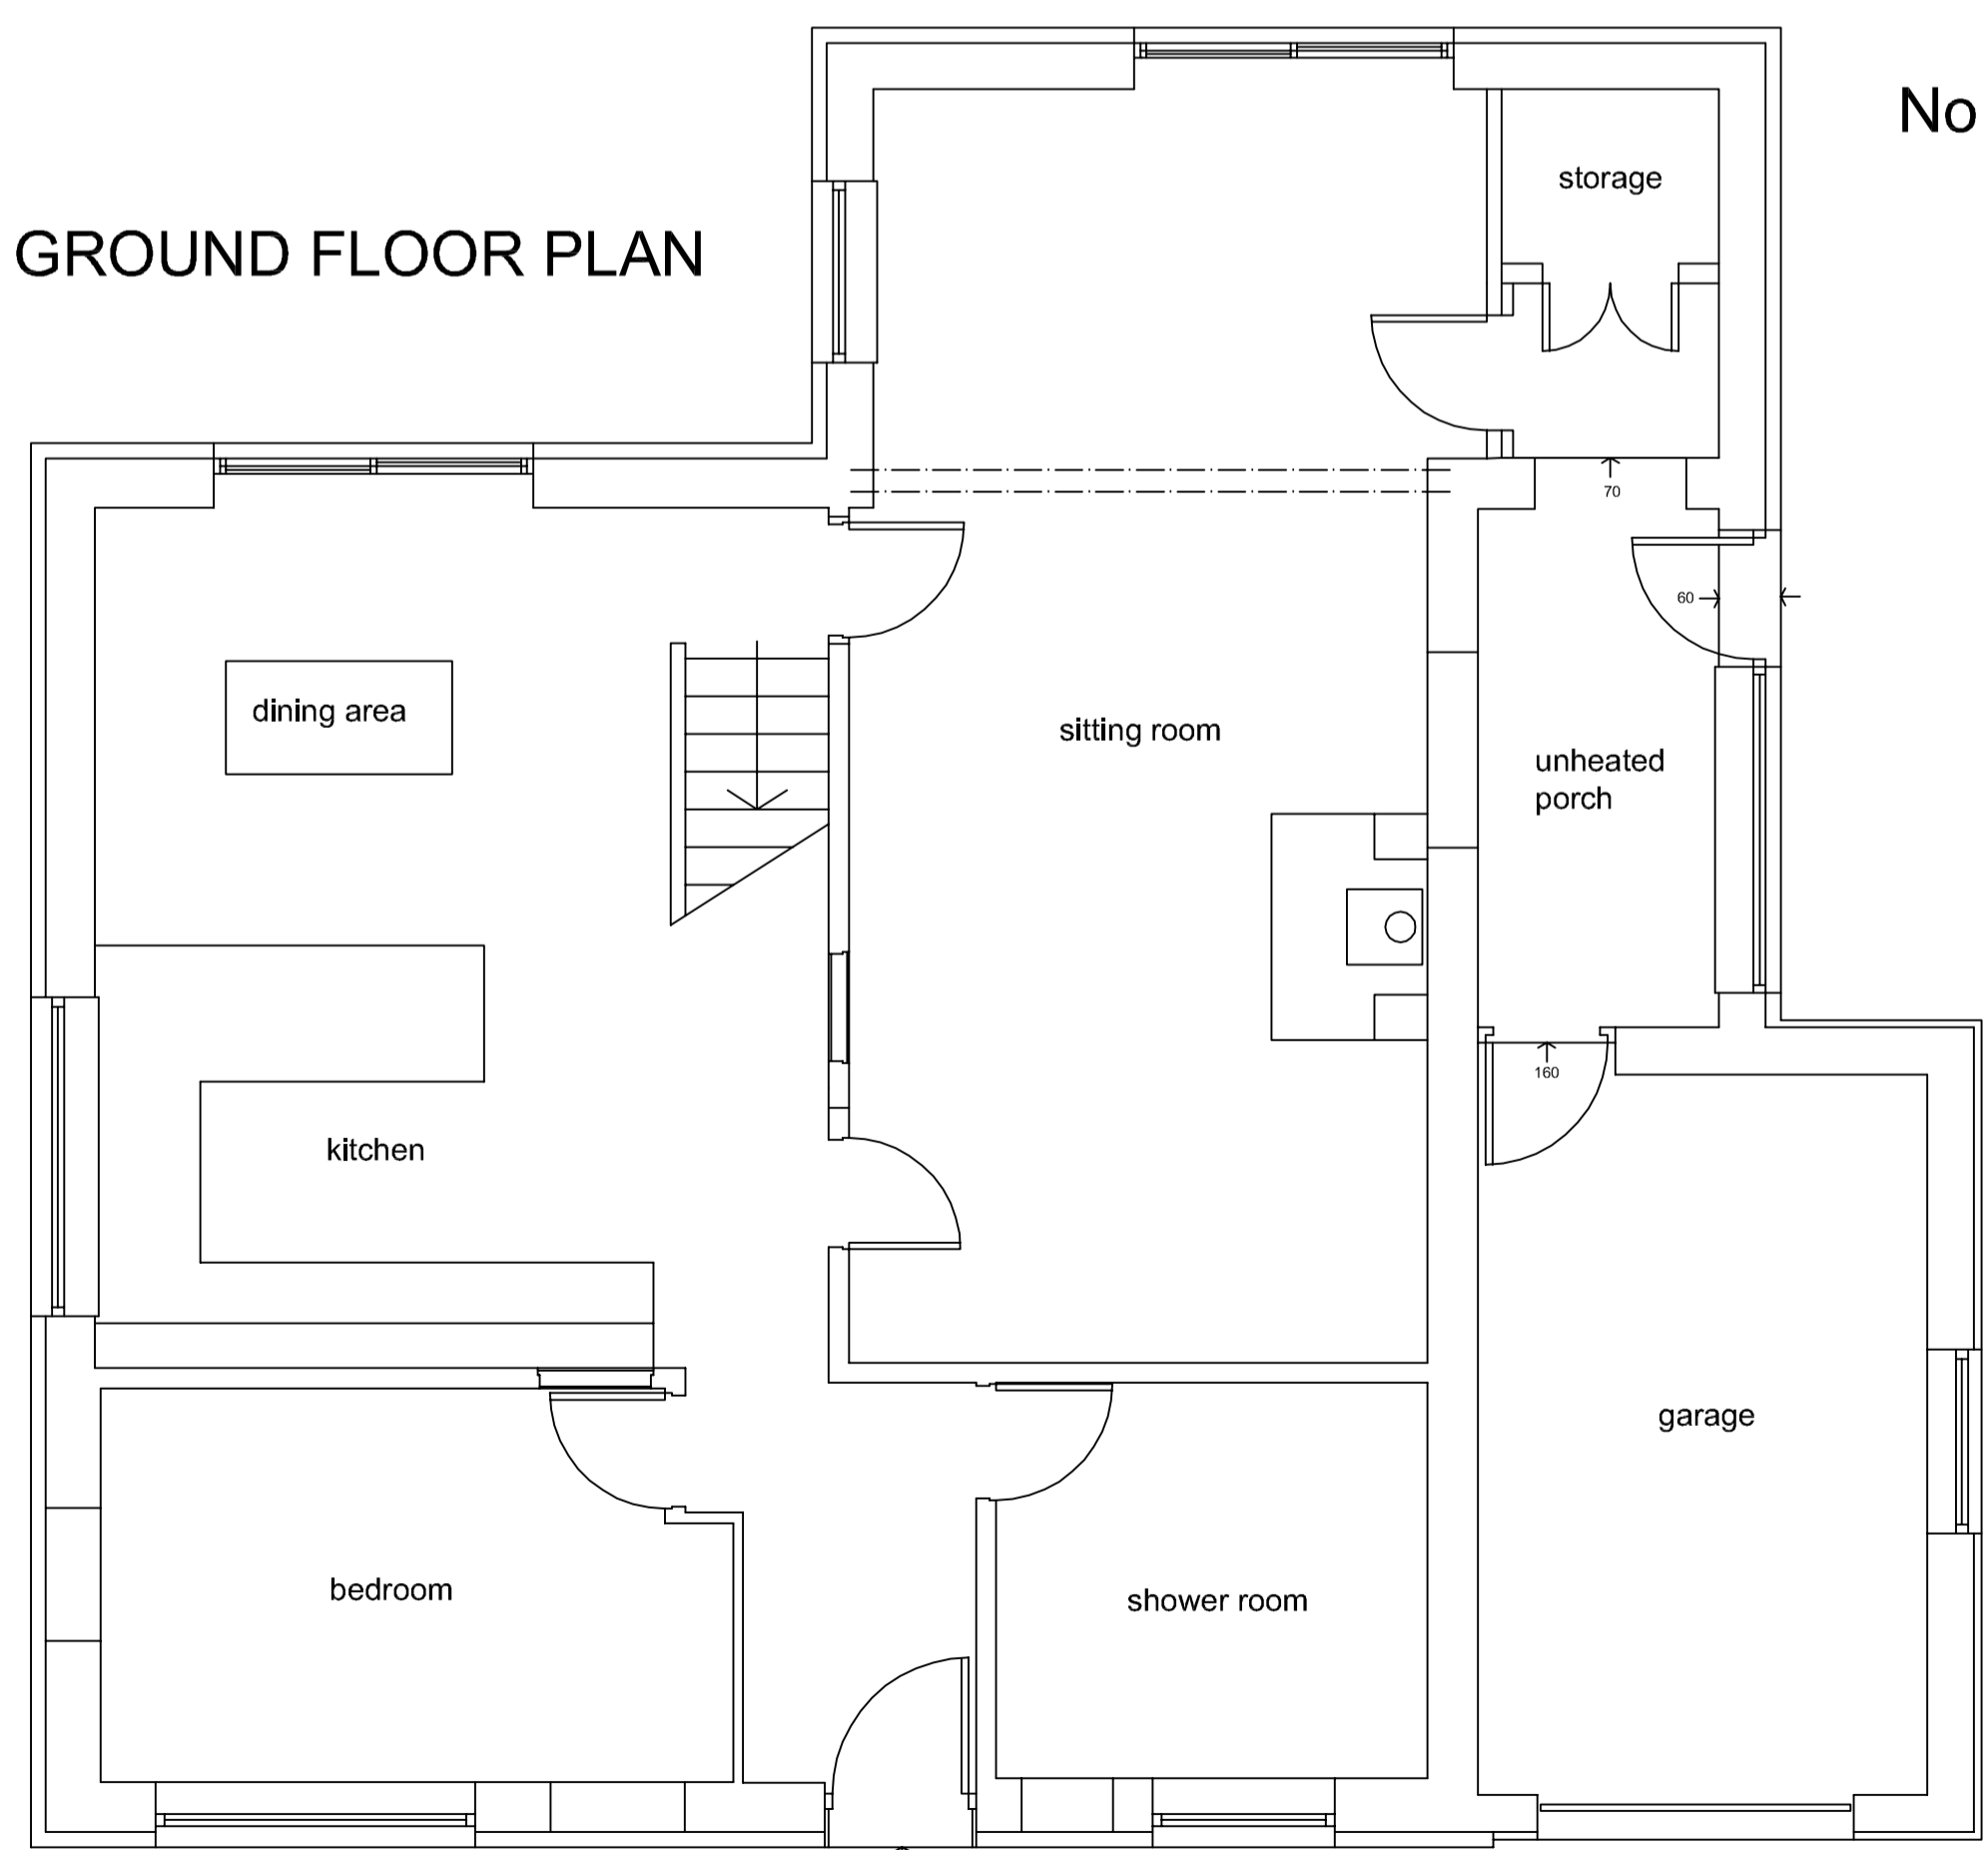 No
GROUND FLOOR PLAN
storage
70
60
dining area
sitting room
unheated
porch
160
kitchen
garage
bedroom
shower room